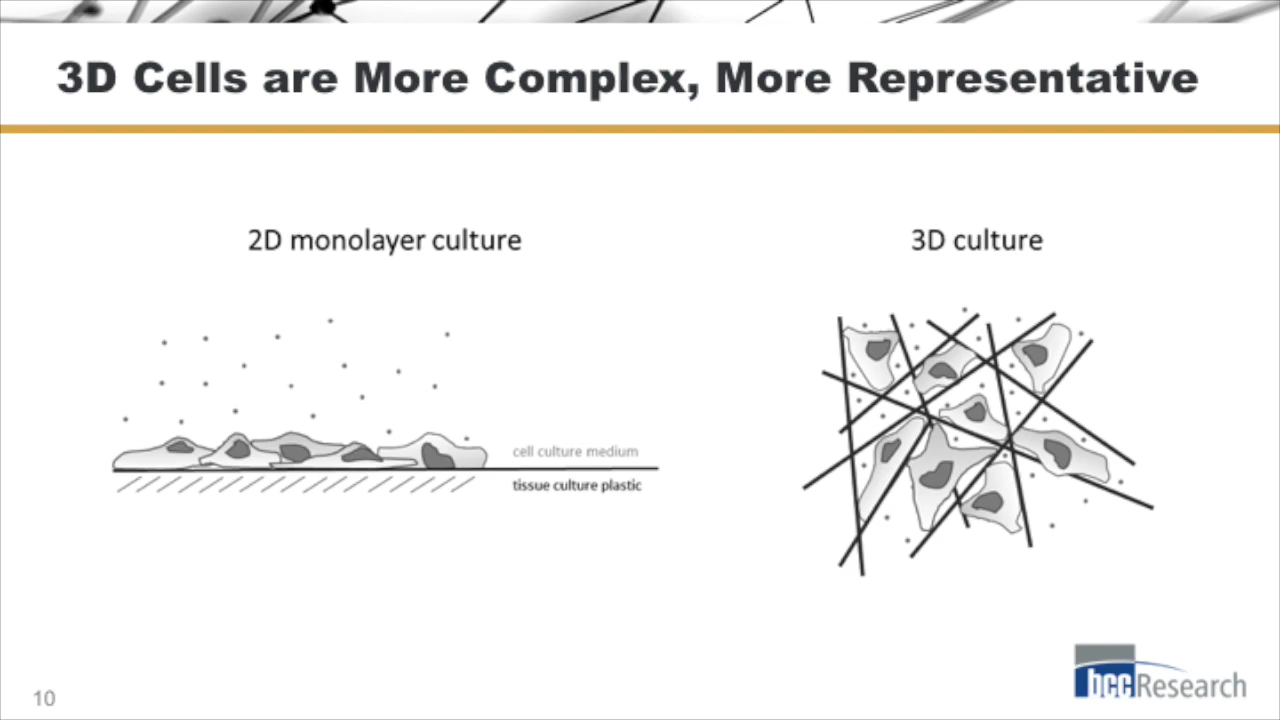 3D Cells are More Complex, More Representative
2D monolayer culture
3D culture
cell culture medium
tissue culture plastic
10
bcc Research